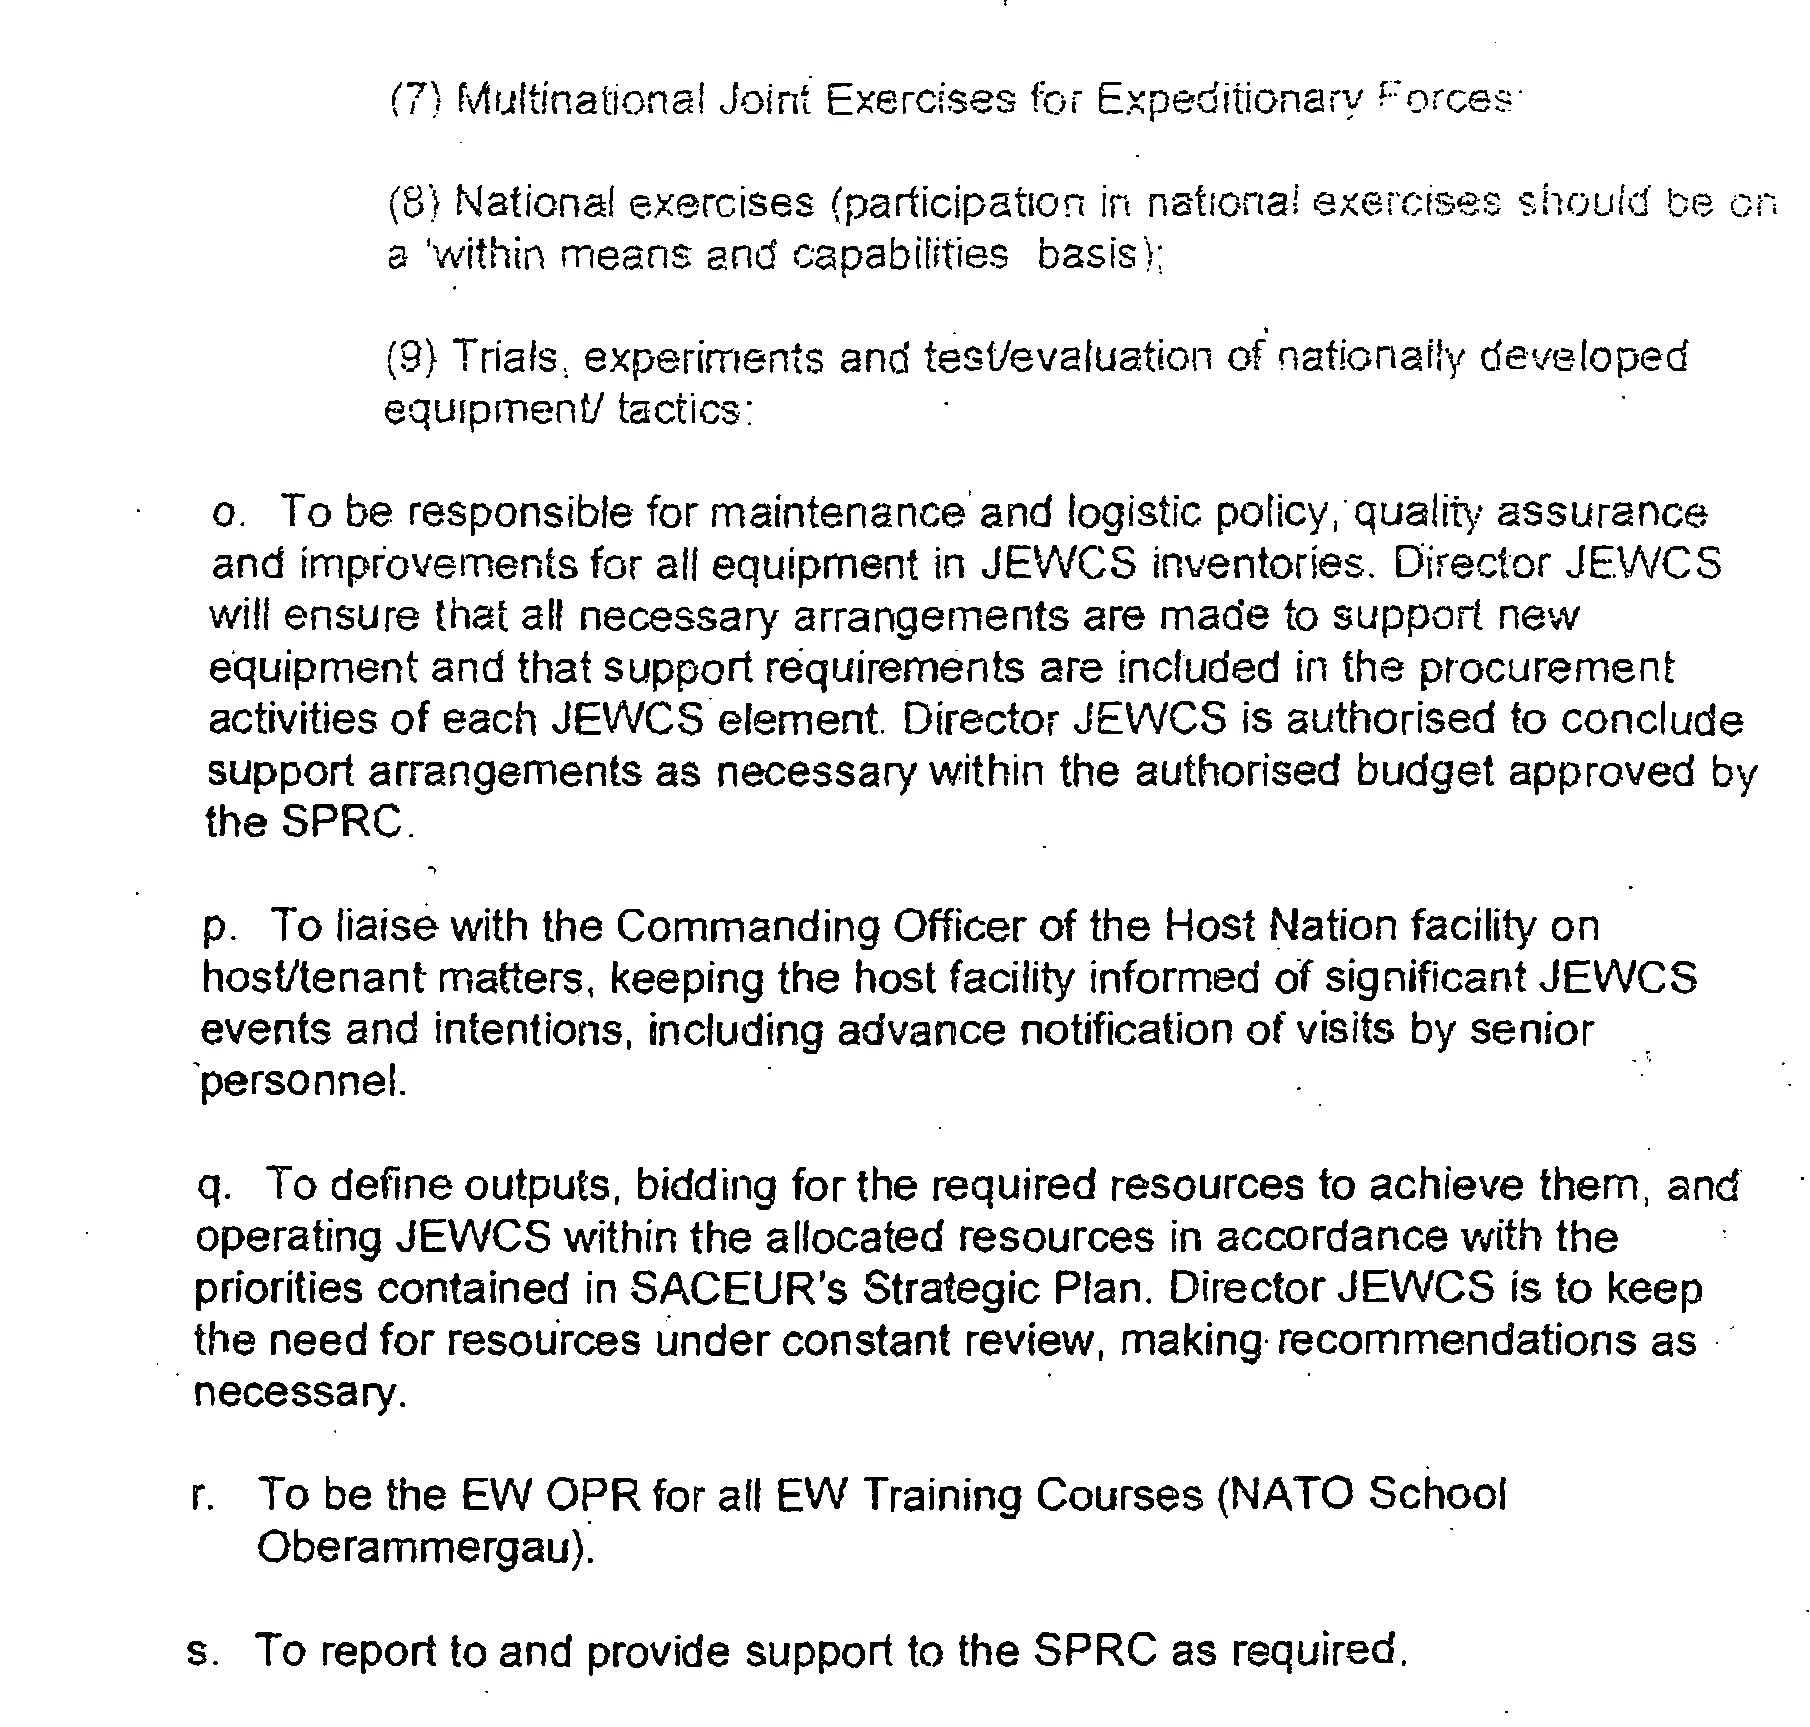 (7) Multinational Joint Exercises for Expeditionary Forces
(8) National exercises (participation in national exercises should be on
a 'within means and capabilities basis);
(9) Trials, experiments and test/evaluation of nationally developed
equipment/ tactics:
o. To be responsible for maintenance and logistic policy, quality assurance
and improvements for all equipment in JEWCS inventories. Director JEWCS
will ensure that all necessary arrangements are made to support new
equipment and that support requirements are included in the procurement
activities of each JEWCS element. Director JEWCS is authorised to conclude
support arrangements as necessary within the authorised budget approved by
the SPRC.
p. To liaise with the Commanding Officer of the Host Nation facility on
host/tenant matters, keeping the host facility informed of significant JEWCS
events and intentions, including advance notification of visits by senior
personnel.
q. To define outputs, bidding for the required resources to achieve them, and
operating JEWCS within the allocated resources in accordance with the
priorities contained in SACEUR's Strategic Plan. Director JEWCS is to keep
the need for resources under constant review, making recommendations as
necessary.
r. To be the EW OPR for all EW Training Courses (NATO School
Oberammergau).
s. To report to and provide support to the SPRC as required.